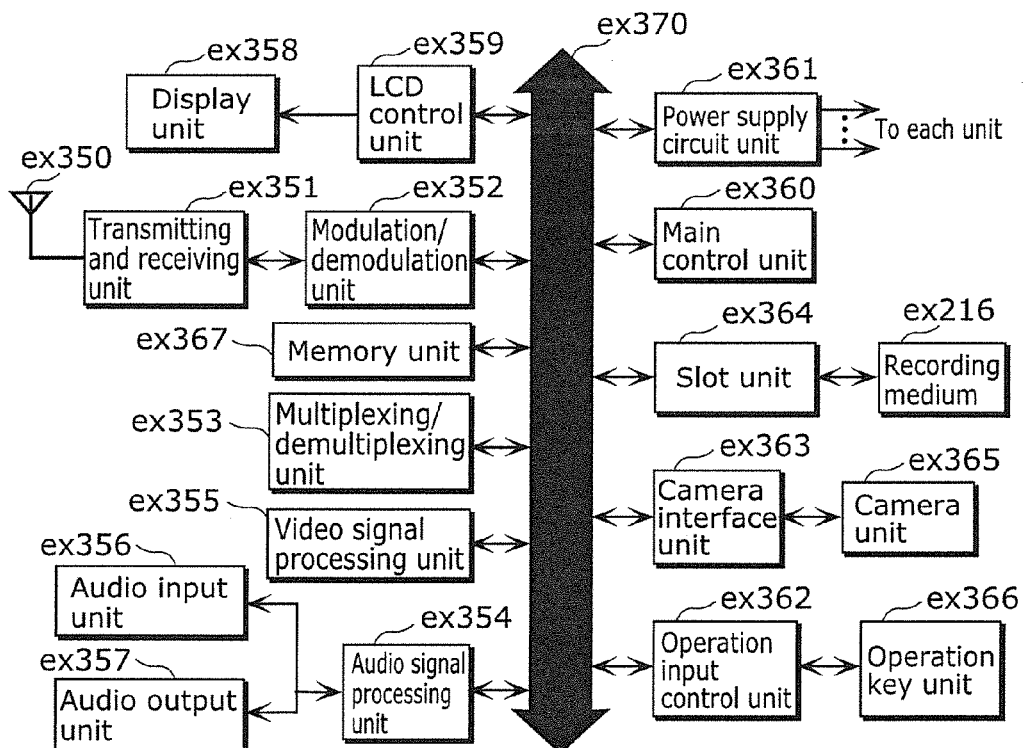 ex370
ex358
ex359
ex361
Display
unit
LCD
control
unit
Power supply
circuit unit
To each unit
ex350
ex351
ex352
ex360
Transmitting
and receiving
unit
Modulation/
demodulation
unit
Main
control unit
ex367
Memory unit
ex364
ex216
Slot unit
Recording
medium
ex353
Multiplexing/
demultiplexing
unit
ex363
ex365
Camera
interface
unit
Camera
unit
ex355
Video signal
processing unit
ex356
Audio input
unit
ex354
ex362
ex366
ex357
Audio output
unit
Audio signal
processing
unit
Operation
input
control unit
Operation
key unit